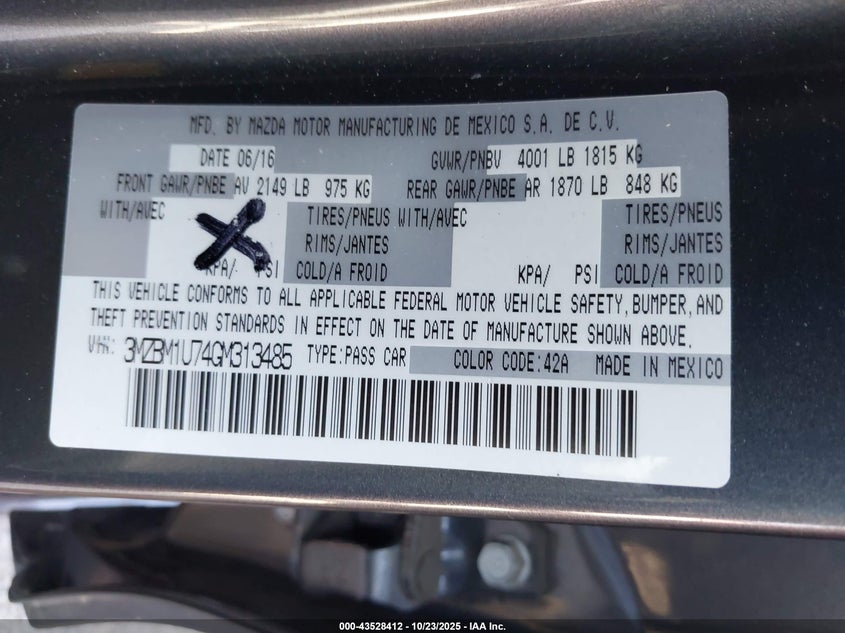 MFD. BY MAZDA MOTOR MANUFACTURING DE MEXICO S.A. DE C.V.
DATE 06/16 GVWR/PNBV 4001 LB 1815 KG
FRONT GAWR/PNBE AV 2149 LB 975 KG REAR GAWR/PNBE AR 1870 LB 848 KG
WITH/AVEC TIRES/PNEUS WITH/AVEC TIRES/PNEUS
RIMS/JANTES RIMS/JANTES
KPA/ PSI COLD/A FROID KPA/ PSI COLD/A FROID
THIS VEHICLE CONFORMS TO ALL APPLICABLE FEDERAL MOTOR VEHICLE SAFETY, BUMPER, AND
THEFT PREVENTION STANDARDS IN EFFECT ON THE DATE OF MANUFACTURE SHOWN ABOVE.
VIN: 3MZBM1U74GM313485 TYPE:PASS CAR COLOR CODE:42A MADE IN MEXICO
000-43528412 - 10/23/2025 - IAA Inc.